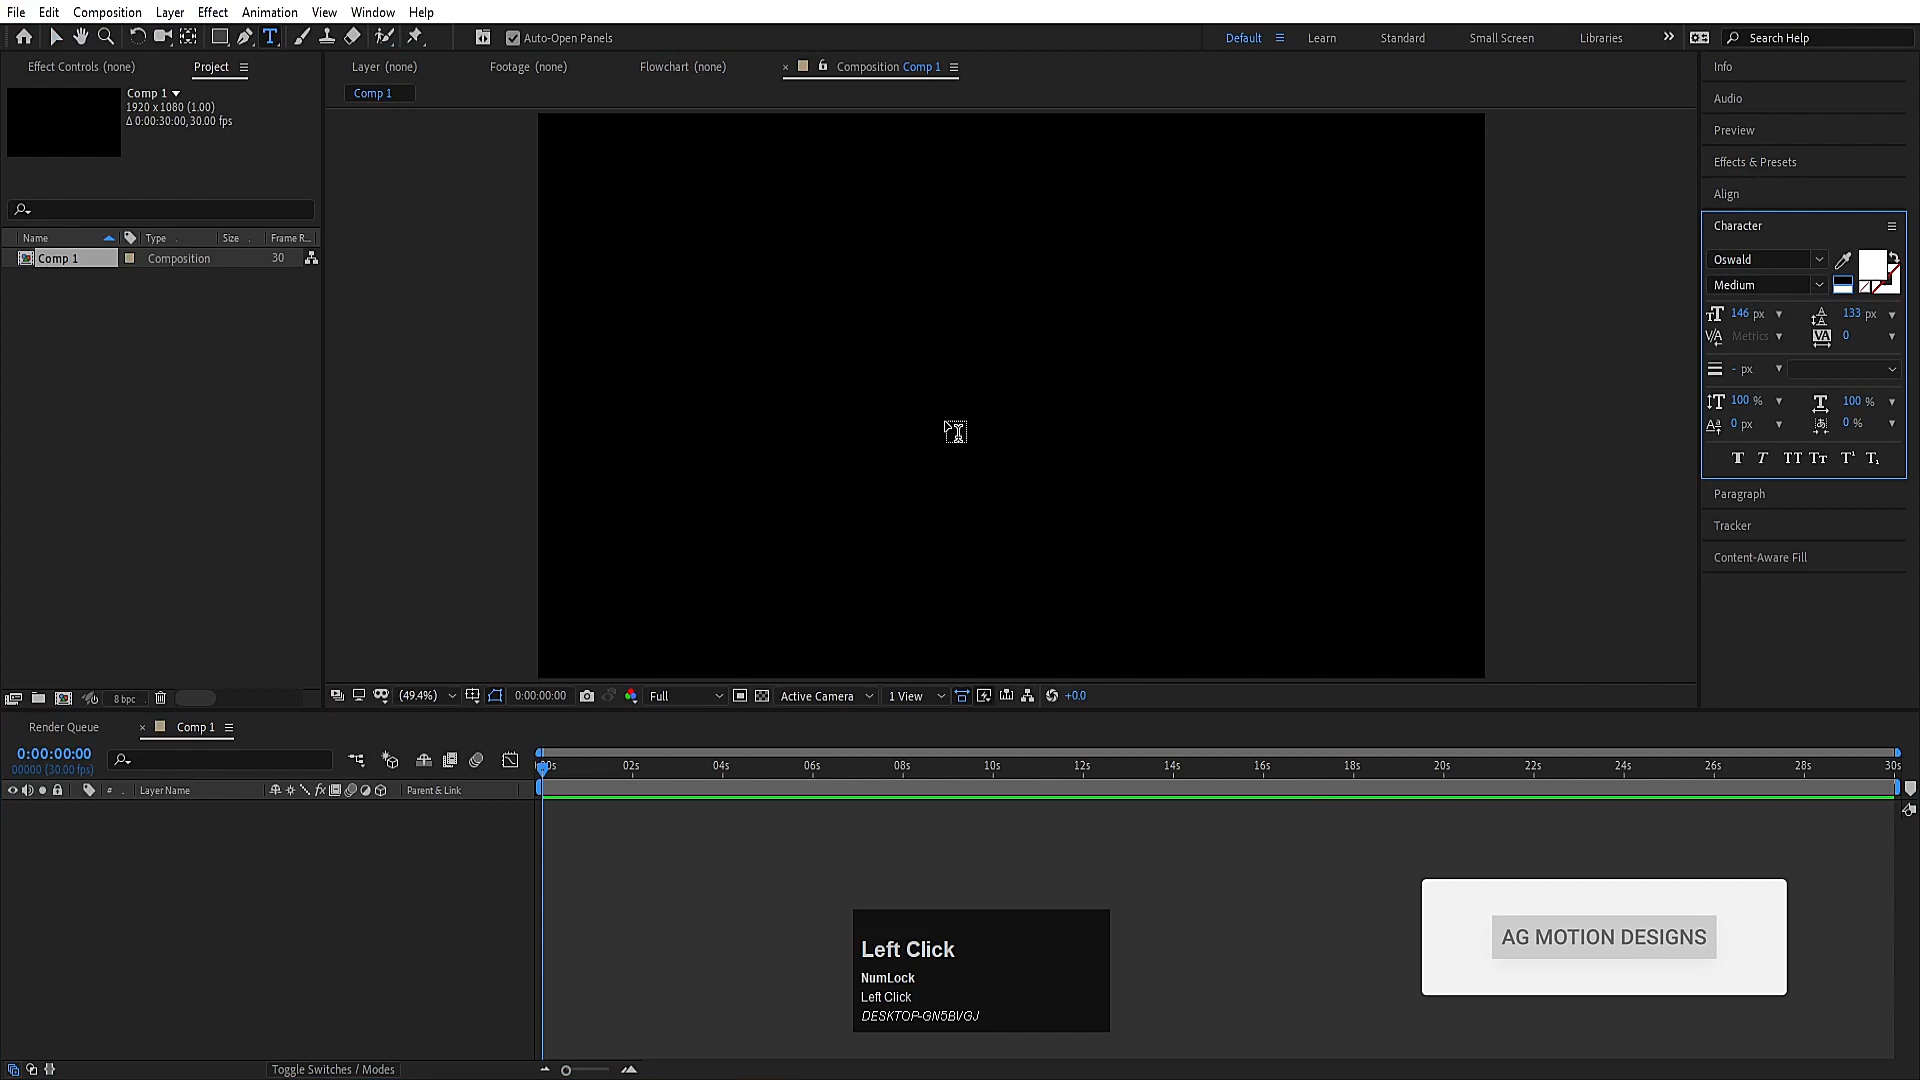 File Edit Composition Layer Effect Animation View Window Help
Auto-Open Panels Default Learn Standard Small Screen Libraries Search Help
Effect Controls (none) Project
Layer (none) Footage (none) Flowchart (none) Composition Comp 1
Comp 1
Comp 1
1920 x 1080 (1.00)
Δ 0:00:30:00, 30.00 fps
Name Type Size Frame R...
Comp 1 Composition 30
8 bpc
(49.4%) 0:00:00:00 Full Active Camera 1 View +0.0
Info
Audio
Preview
Effects & Presets
Align
Character
Oswald
Medium
146 px 133 px
Metrics 0
- px
100 % 100 %
0 px 0 %
T T TT Tт T¹ T₁
Paragraph
Tracker
Content-Aware Fill
Render Queue Comp 1
0:00:00:00
00000 (30.00 fps)
# Layer Name Parent & Link
02s 04s 06s 08s 10s 12s 14s 16s 18s 20s 22s 24s 26s 28s 30s
Left Click
NumLock
Left Click
DESKTOP-GN5BVGJ
AG MOTION DESIGNS
Toggle Switches / Modes